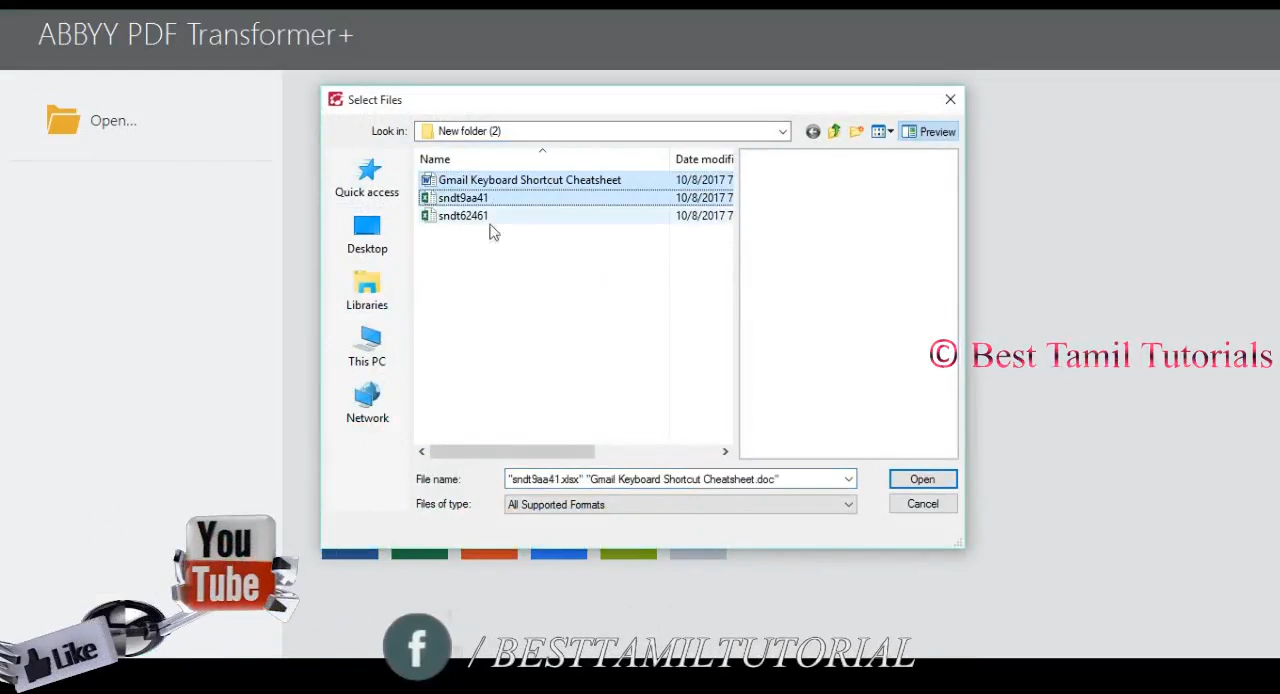 ABBYY PDF Transformer+
Open...
Select Files
Look in:
New folder (2)
Preview
Name
Date modifi
Gmail Keyboard Shortcut Cheatsheet
10/8/2017 7
sndt9aa41
10/8/2017 7
sndt62461
10/8/2017 7
Quick access
Desktop
Libraries
This PC
Network
File name:
"sndt9aa41.xlsx" "Gmail Keyboard Shortcut Cheatsheet.doc"
Open
Files of type:
All Supported Formats
Cancel
© Best Tamil Tutorials
You
Tube
Like
f / BESTTAMILTUTORIAL